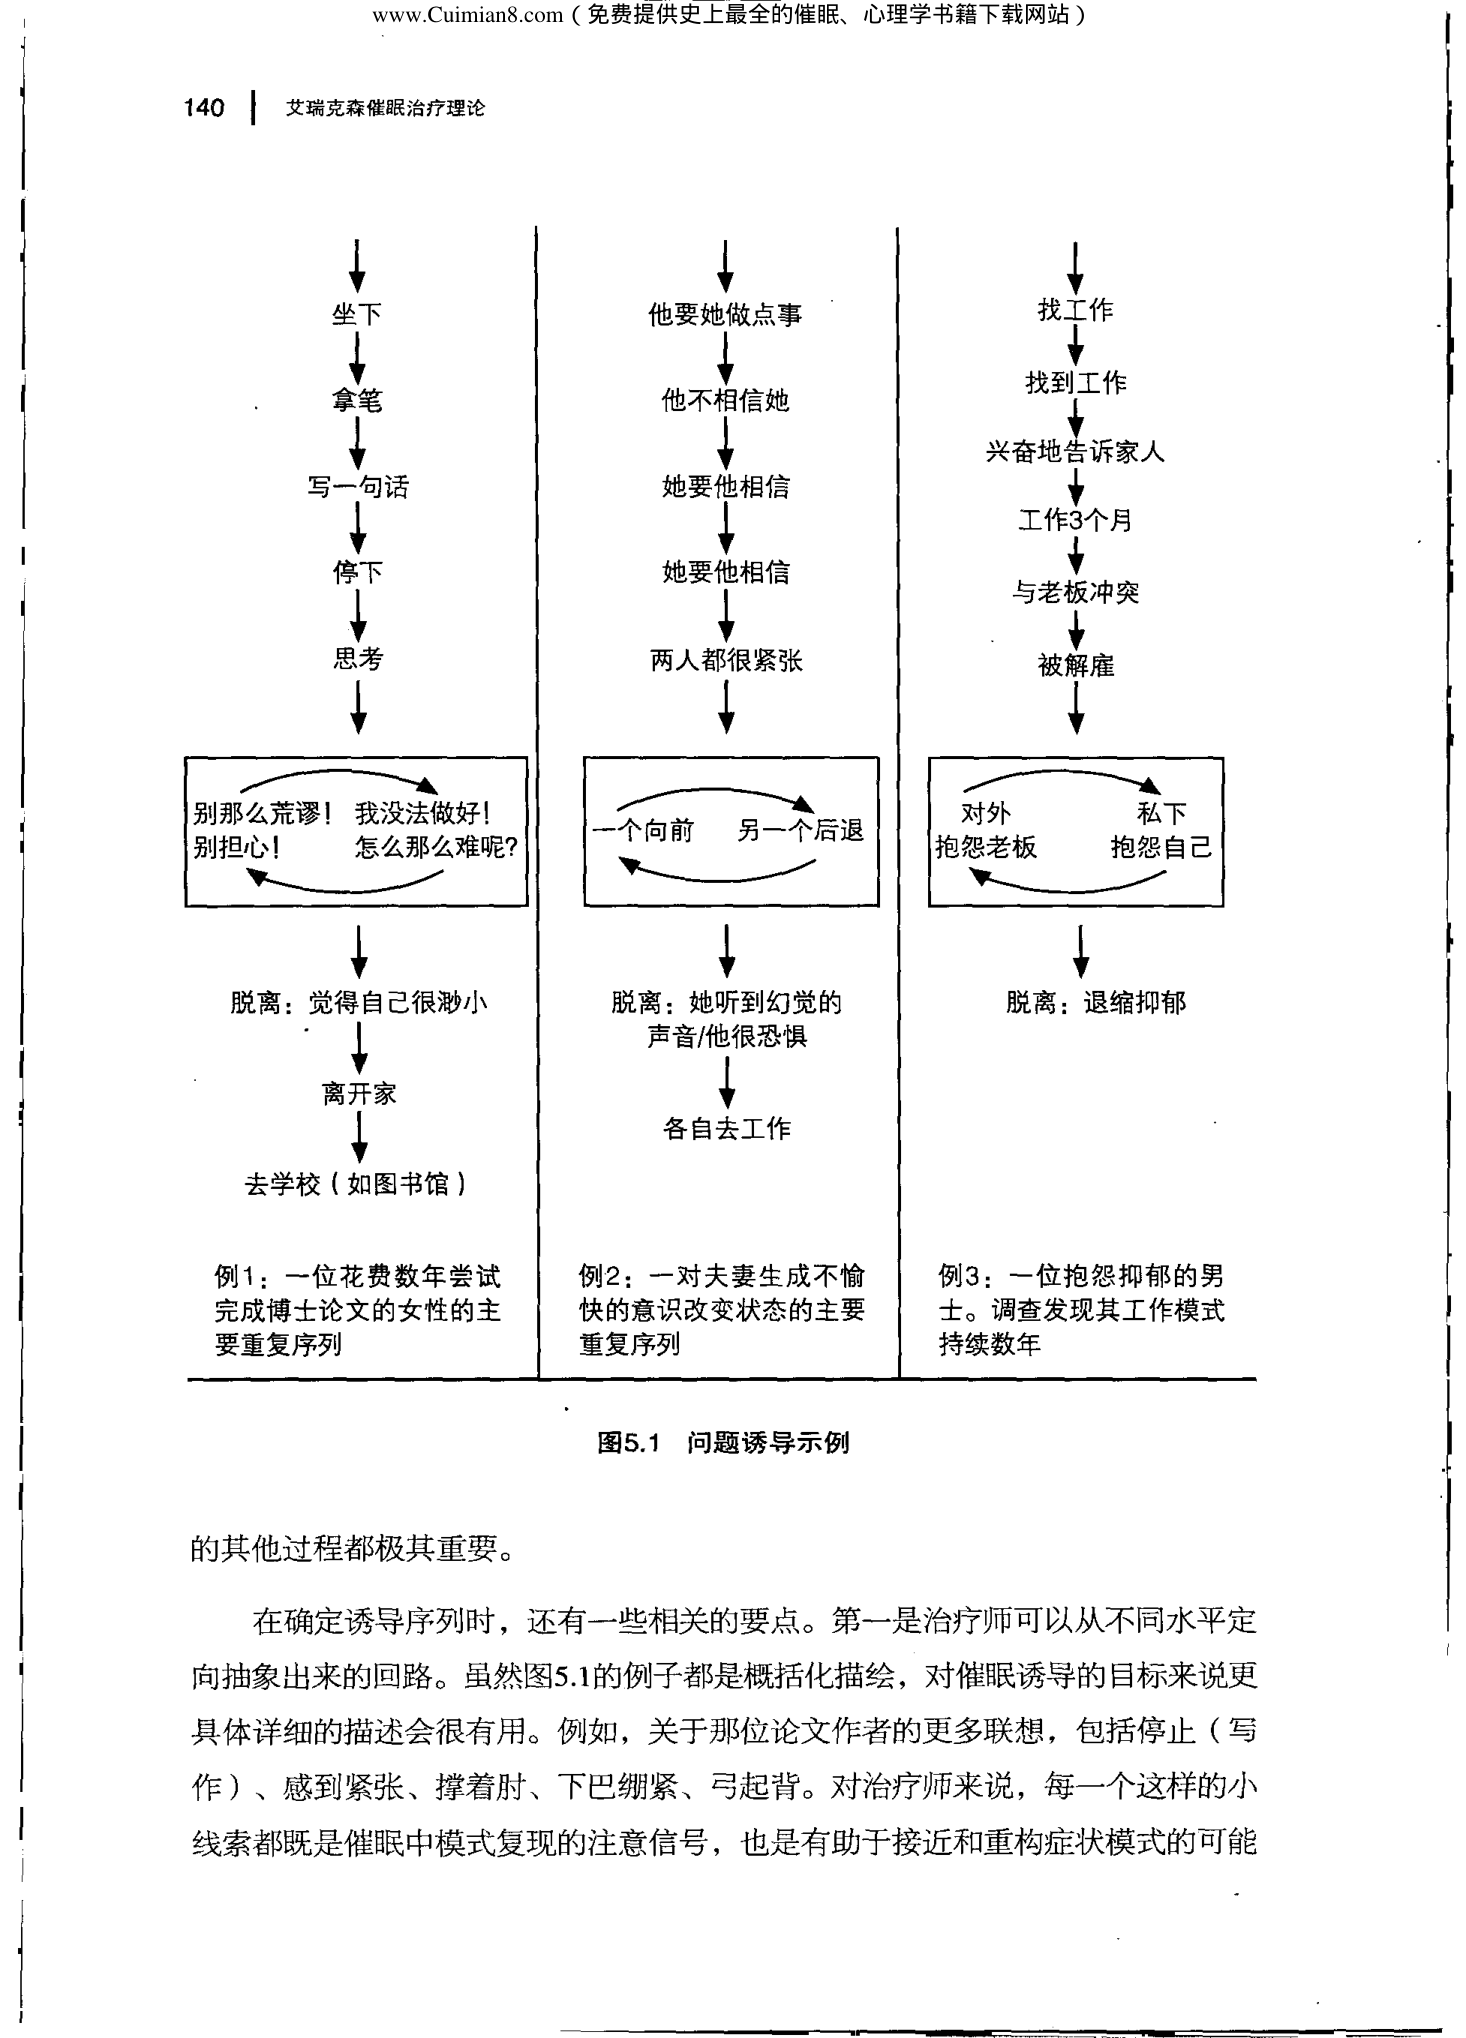 www.Cuimian8.com（免费提供史上最全的催眠、心理学书籍下载网站）
140 艾瑞克森催眠治疗理论
坐下
拿笔
写一句话
停下
思考
别那么荒谬！ 我没法做好！
别担心！ 怎么那么难呢？
脱离：觉得自己很渺小
离开家
去学校（如图书馆）
例1：一位花费数年尝试
完成博士论文的女性的主
要重复序列
他要她做点事
他不相信她
她要他相信
她要他相信
两人都很紧张
一个向前 另一个后退
脱离：她听到幻觉的
声音/他很恐惧
各自去工作
例2：一对夫妻生成不愉
快的意识改变状态的主要
重复序列
找工作
找到工作
兴奋地告诉家人
工作3个月
与老板冲突
被解雇
对外 私下
抱怨老板 抱怨自己
脱离：退缩抑郁
例3：一位抱怨抑郁的男
士。调查发现其工作模式
持续数年
图5.1 问题诱导示例
的其他过程都极其重要。
在确定诱导序列时，还有一些相关的要点。第一是治疗师可以从不同水平定
向抽象出来的回路。虽然图5.1的例子都是概括化描绘，对催眠诱导的目标来说更
具体详细的描述会很有用。例如，关于那位论文作者的更多联想，包括停止（写
作）、感到紧张、撑着肘、下巴绷紧、弓起背。对治疗师来说，每一个这样的小
线索都既是催眠中模式复现的注意信号，也是有助于接近和重构症状模式的可能